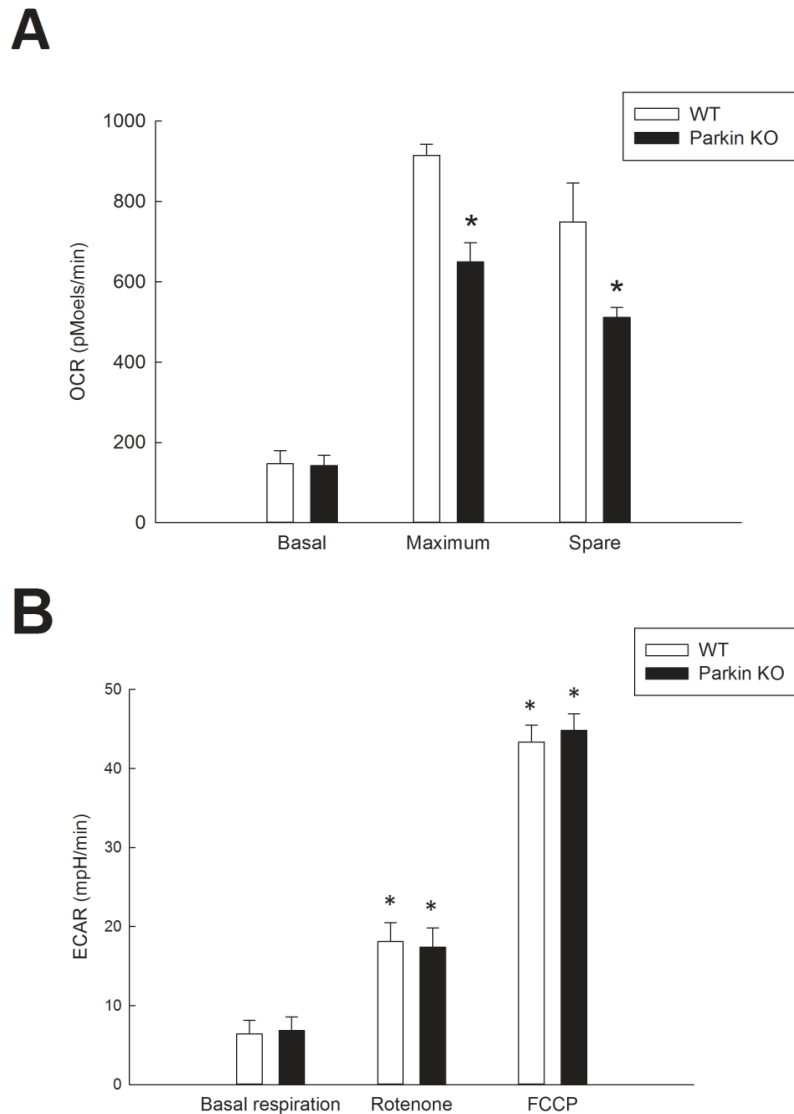 A
WT
Parkin KO
1000
800
600
400
200
0
OCR (pMoels/min)
*
*
Basal Maximum Spare
B
WT
Parkin KO
50
40
30
20
10
0
ECAR (mpH/min)
* *
* *
Basal respiration Rotenone FCCP